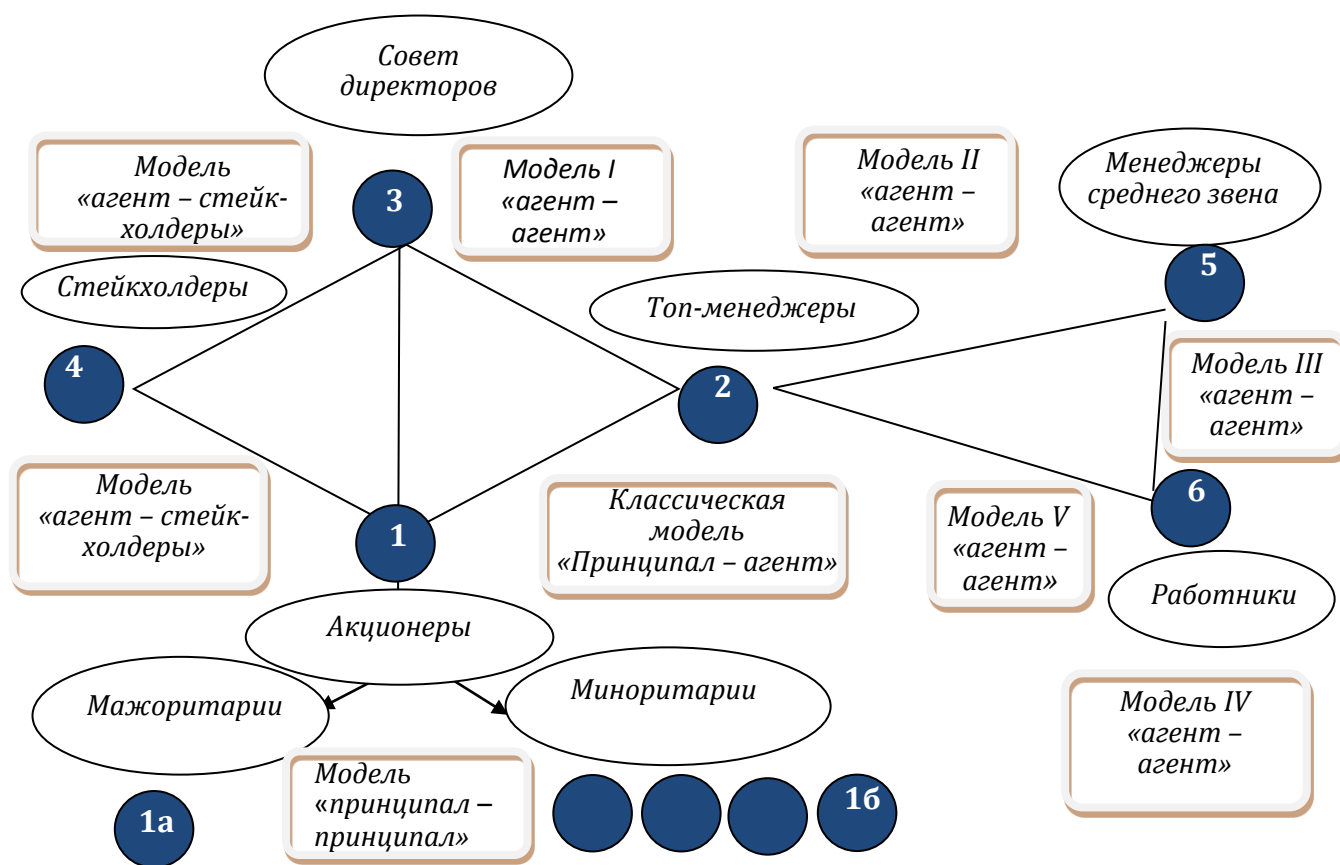 Совет
директоров
Модель
«агент – стейк-
холдеры»
3
Модель I
«агент –
агент»
Модель II
«агент –
агент»
Менеджеры
среднего звена
5
Стейкхолдеры
Топ-менеджеры
4
2
Модель III
«агент –
агент»
Модель
«агент – стейк-
холдеры»
1
Классическая
модель
«Принципал – агент»
Модель V
«агент –
агент»
6
Работники
Акционеры
Мажоритарии
Миноритарии
Модель IV
«агент –
агент»
1а
Модель
«принципал –
принципал»
1б